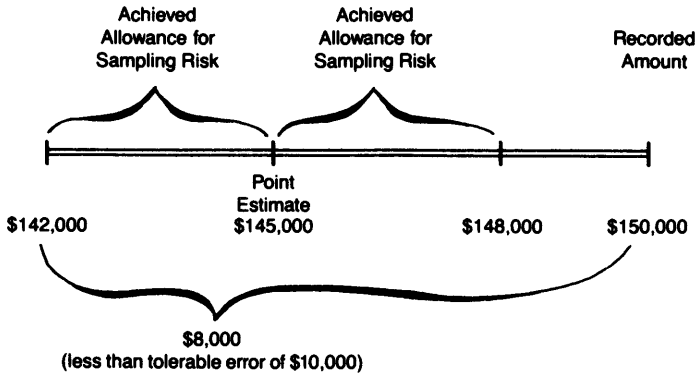 Achieved
Allowance for
Sampling Risk
Achieved
Allowance for
Sampling Risk
Recorded
Amount
Point
Estimate
$142,000
$145,000
$148,000
$150,000
$8,000
(less than tolerable error of $10,000)